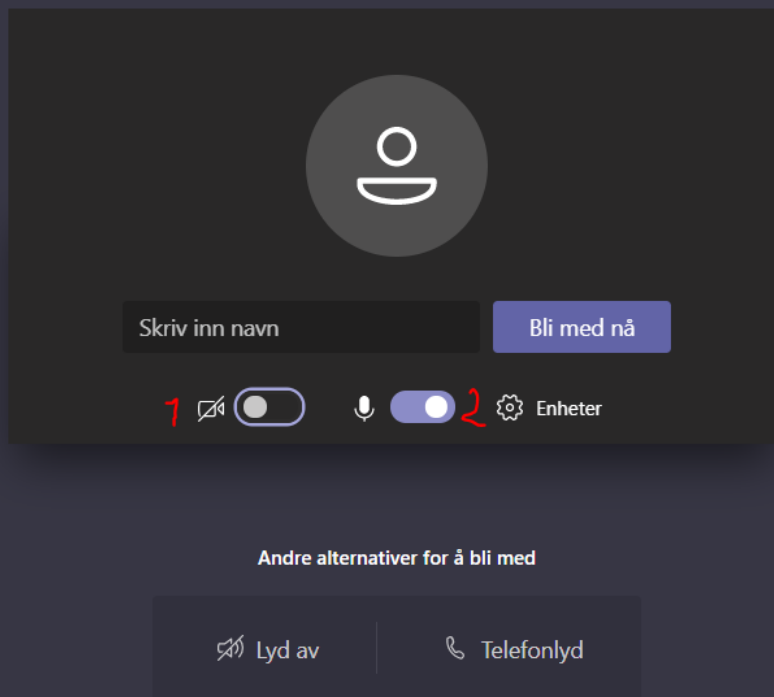 Skriv inn navn Bli med nå
1 2 Enheter
Andre alternativer for å bli med
Lyd av Telefonlyd